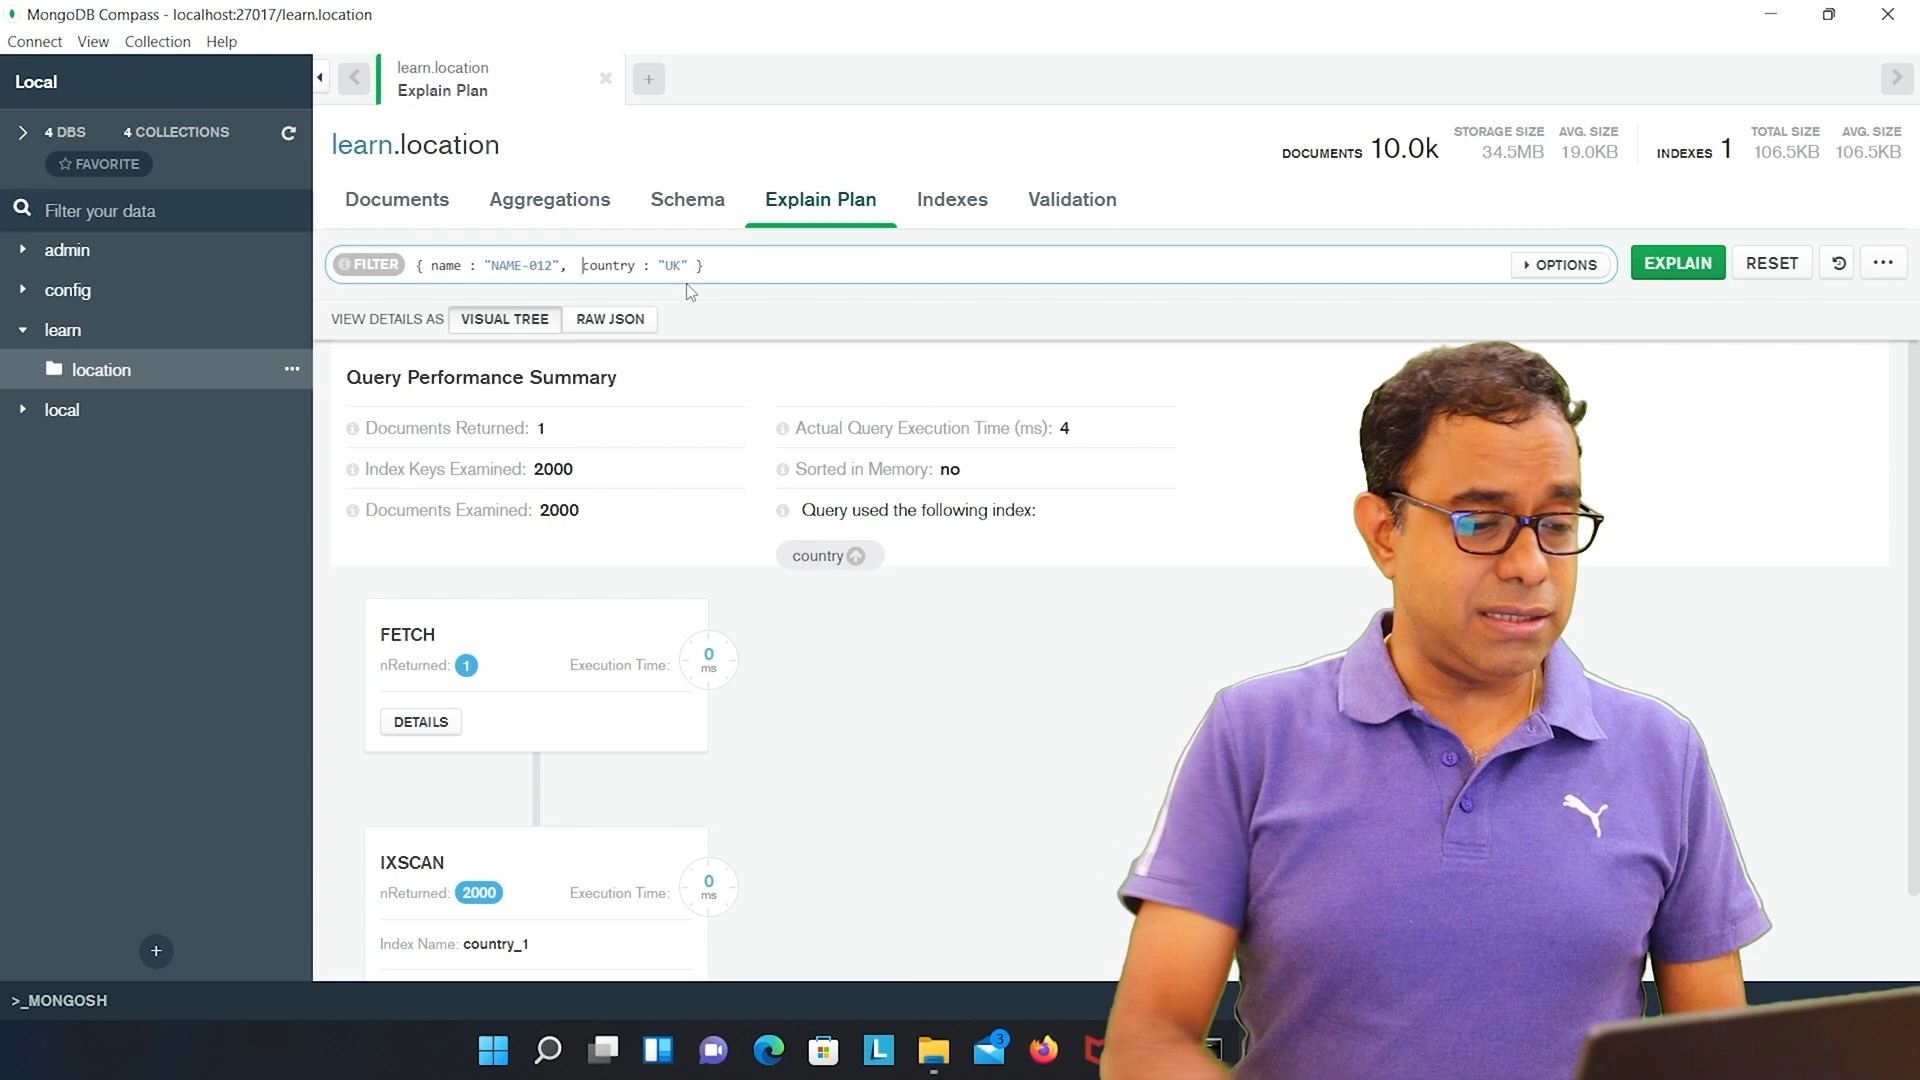 MongoDB Compass - localhost:27017/learn.location
Connect View Collection Help
Local
learn.location
Explain Plan
4 DBS 4 COLLECTIONS
FAVORITE
learn.location
DOCUMENTS 10.0k
STORAGE SIZE
34.5MB
AVG. SIZE
19.0KB
INDEXES 1
TOTAL SIZE
106.5KB
AVG. SIZE
106.5KB
Documents Aggregations Schema Explain Plan Indexes Validation
Filter your data
admin
config
learn
location
local
FILTER { name : "NAME-012", country : "UK" }
OPTIONS
EXPLAIN
RESET
VIEW DETAILS AS VISUAL TREE RAW JSON
Query Performance Summary
Documents Returned: 1
Index Keys Examined: 2000
Documents Examined: 2000
Actual Query Execution Time (ms): 4
Sorted in Memory: no
Query used the following index:
country
FETCH
nReturned: 1 Execution Time: 0 ms
DETAILS
IXSCAN
nReturned: 2000 Execution Time: 0 ms
Index Name: country_1
>_MONGOSH
L
3